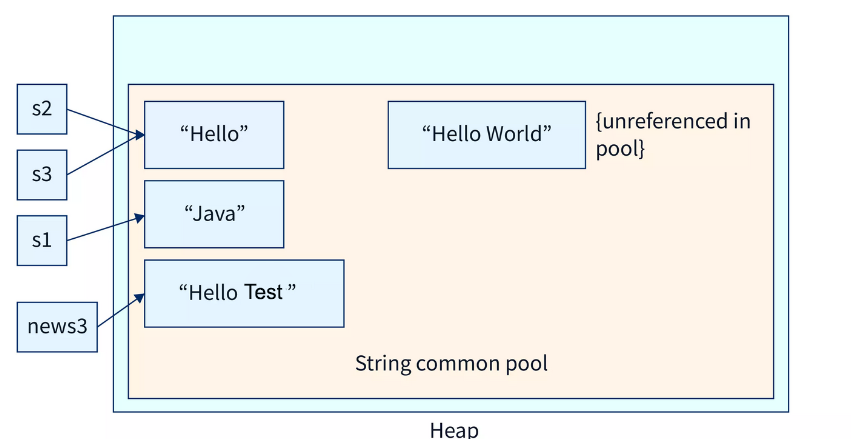 s2
s3
s1
news3
“Hello”
“Hello World”
{unreferenced in
pool}
“Java”
“Hello Test ”
String common pool
Heap